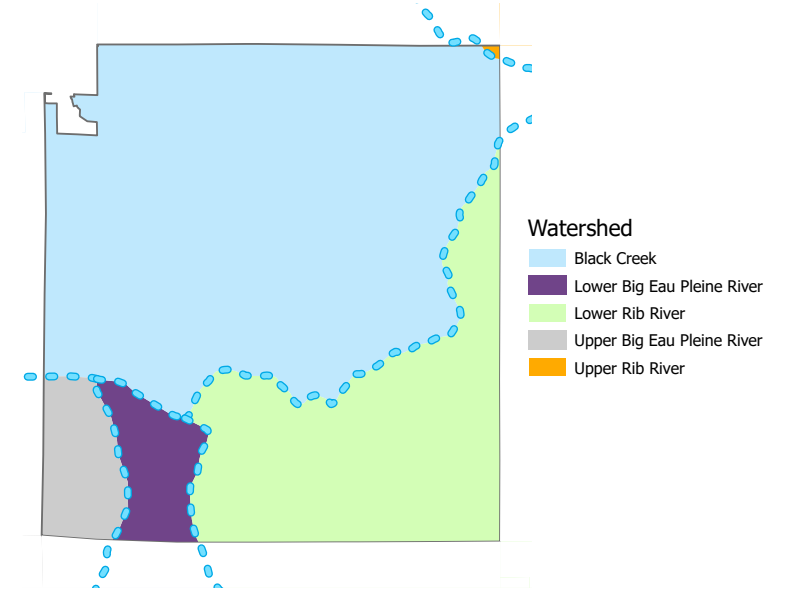 Watershed
Black Creek
Lower Big Eau Pleine River
Lower Rib River
Upper Big Eau Pleine River
Upper Rib River